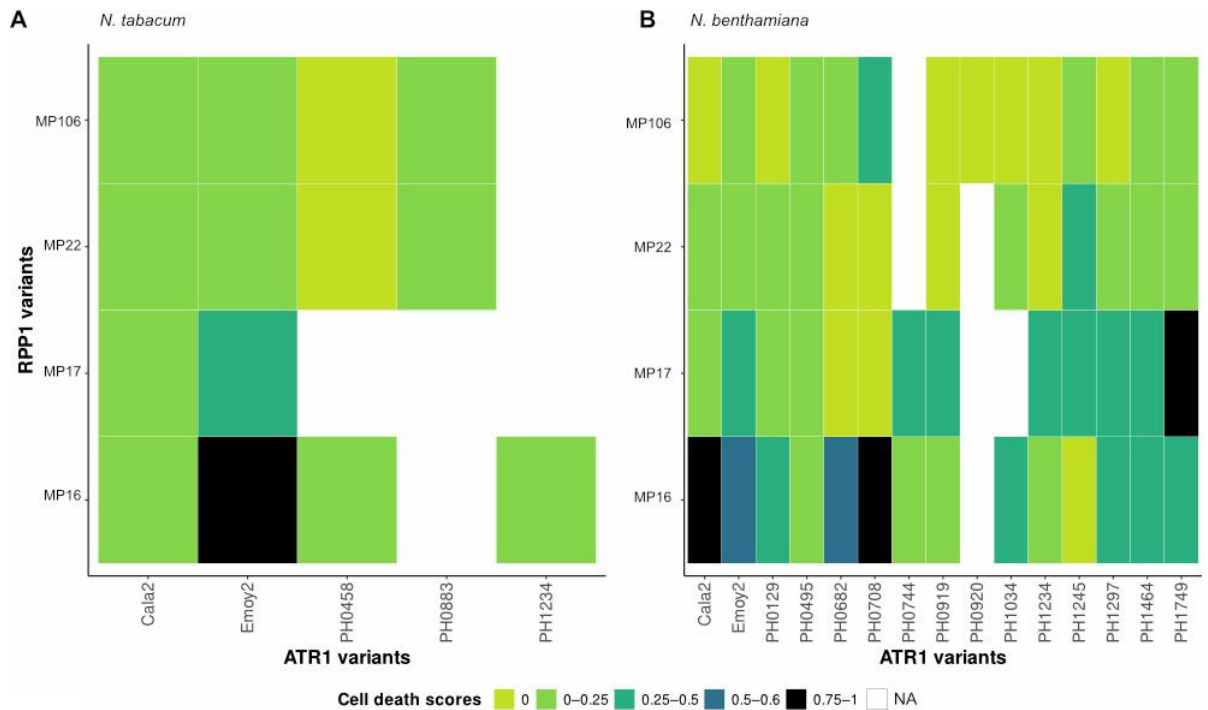 A
N. tabacum
MP106
MP22
MP17
MP16
RPP1 variants
Cala2
Emoy2
PH0458
PH0883
PH1234
ATR1 variants
B
N. benthamiana
MP106
MP22
MP17
MP16
Cala2
Emoy2
PH0129
PH0495
PH0682
PH0708
PH0744
PH0919
PH0920
PH1034
PH1234
PH1245
PH1297
PH1464
PH1749
ATR1 variants
Cell death scores 0 0–0.25 0.25–0.5 0.5–0.6 0.75–1 NA